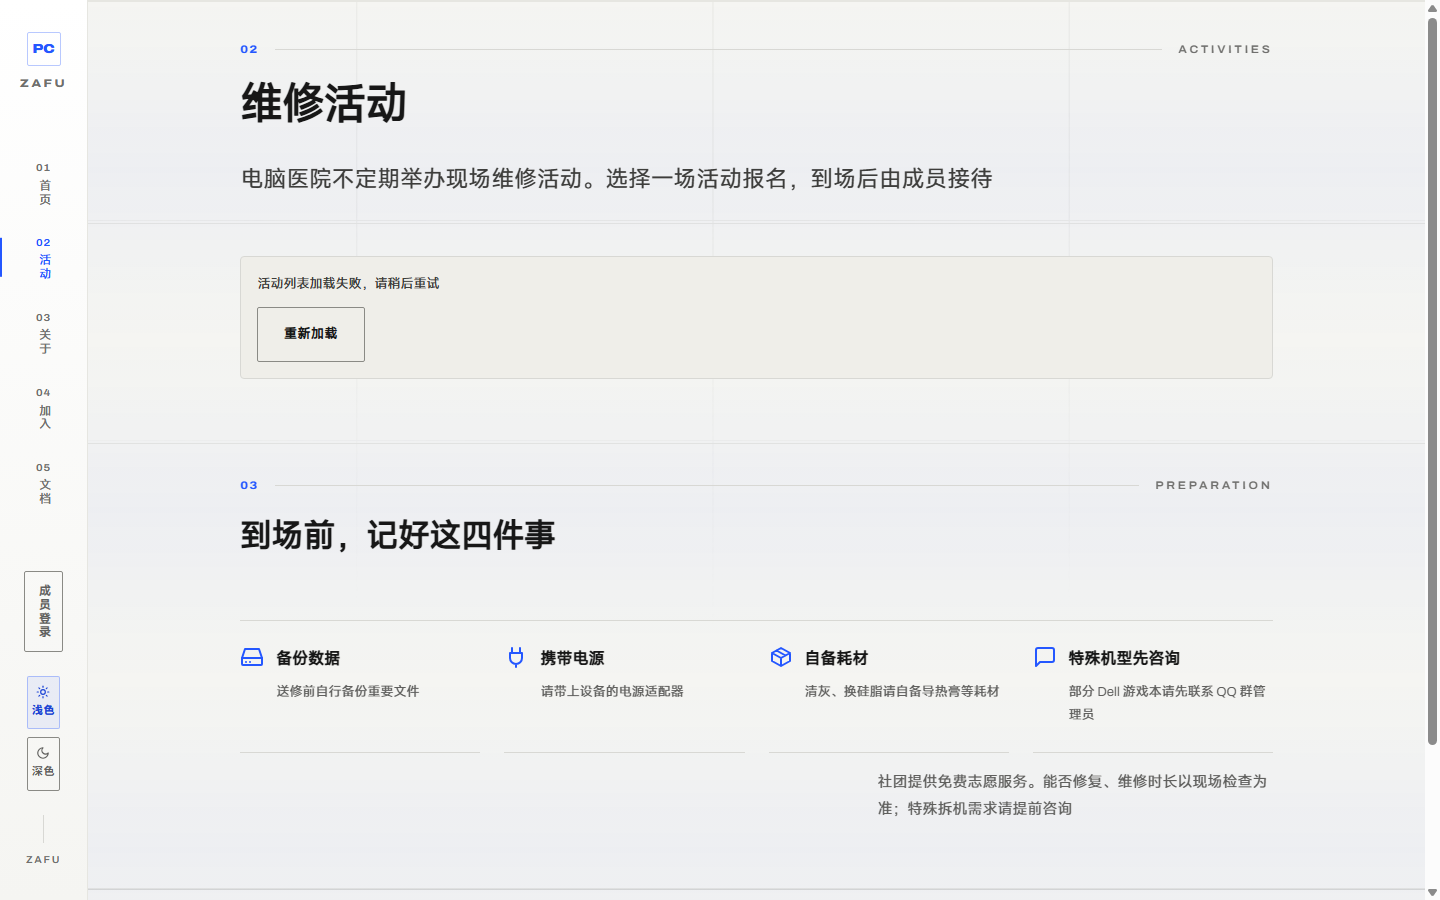 PC
ZAFU
01
首页
02
活动
03
关于
04
加入
05
文档
成员登录
浅色
深色
ZAFU
02
ACTIVITIES
维修活动
电脑医院不定期举办现场维修活动。选择一场活动报名，到场后由成员接待
活动列表加载失败，请稍后重试
重新加载
03
PREPARATION
到场前，记好这四件事
备份数据
送修前自行备份重要文件
携带电源
请带上设备的电源适配器
自备耗材
清灰、换硅脂请自备导热膏等耗材
特殊机型先咨询
部分 Dell 游戏本请先联系 QQ 群管
理员
社团提供免费志愿服务。能否修复、维修时长以现场检查为
准；特殊拆机需求请提前咨询